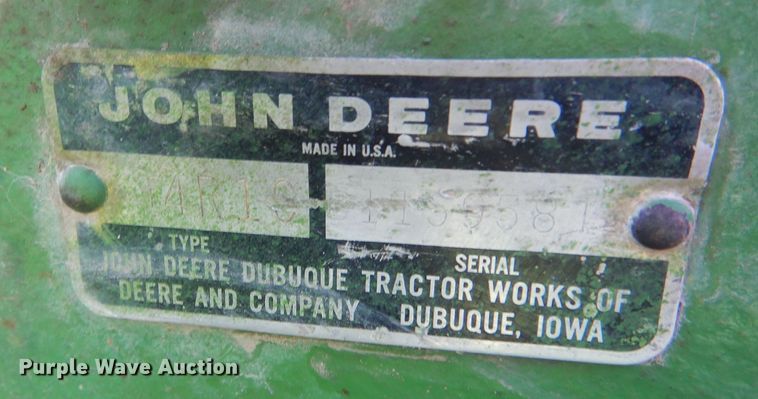 JOHN DEERE
MADE IN U.S.A.
TYPE SERIAL
JOHN DEERE DUBUQUE TRACTOR WORKS OF
DEERE AND COMPANY DUBUQUE, IOWA
Purple Wave Auction